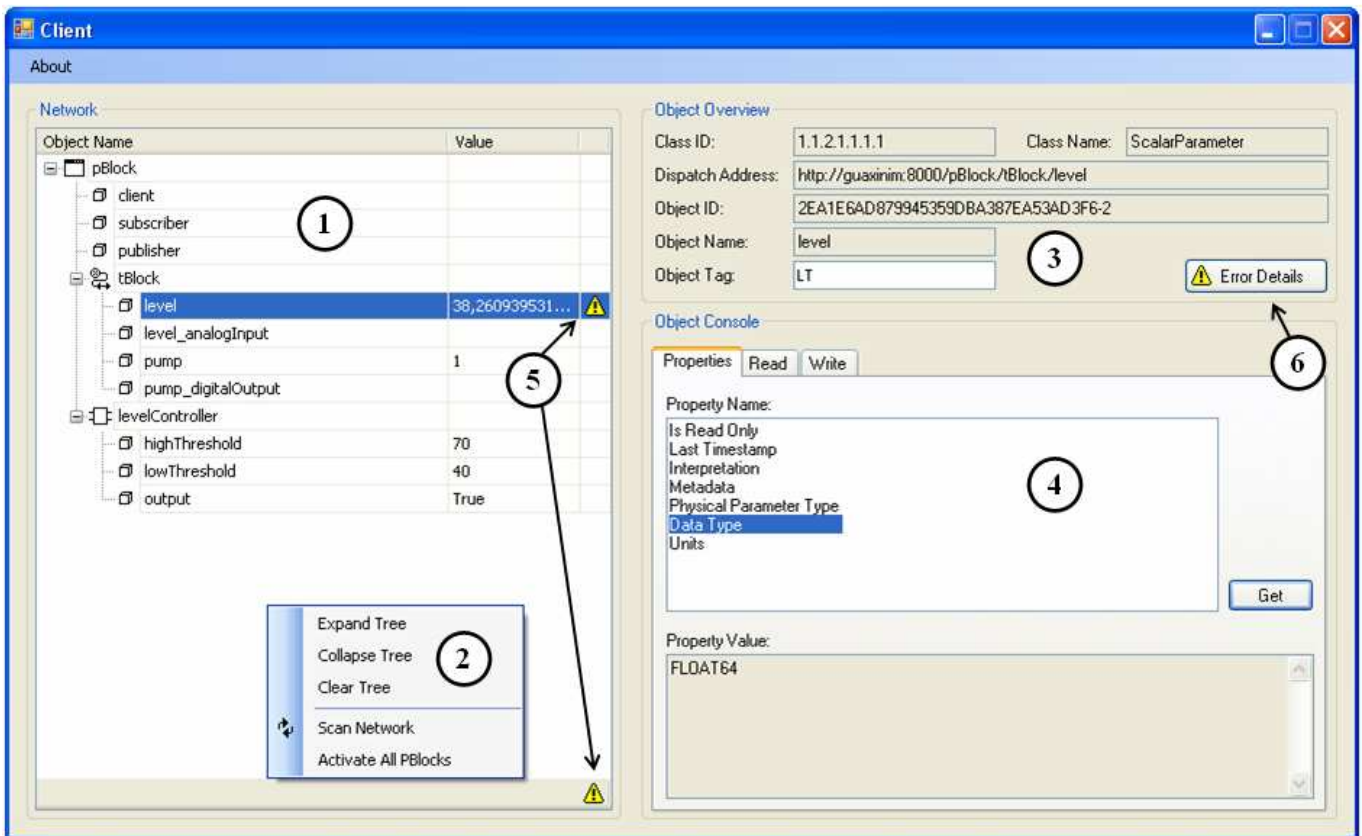 Client
About
Network
Object Name Value
pBlock
client
subscriber
publisher
tBlock
level 38,260939531...
level_analogInput
pump 1
pump_digitalOutput
levelController
highThreshold 70
lowThreshold 40
output True
1
5
Expand Tree
Collapse Tree
Clear Tree
Scan Network
Activate All PBlocks
2
Object Overview
Class ID: 1.1.2.1.1.1.1 Class Name: ScalarParameter
Dispatch Address: http://guaxinim:8000/pBlock/tBlock/level
Object ID: 2EA1E6AD879945359DBA387EA53AD3F6-2
Object Name: level
Object Tag: LT
3
Error Details
6
Object Console
Properties Read Write
Property Name:
Is Read Only
Last Timestamp
Interpretation
Metadata
Physical Parameter Type
Data Type
Units
4
Get
Property Value:
FLOAT64